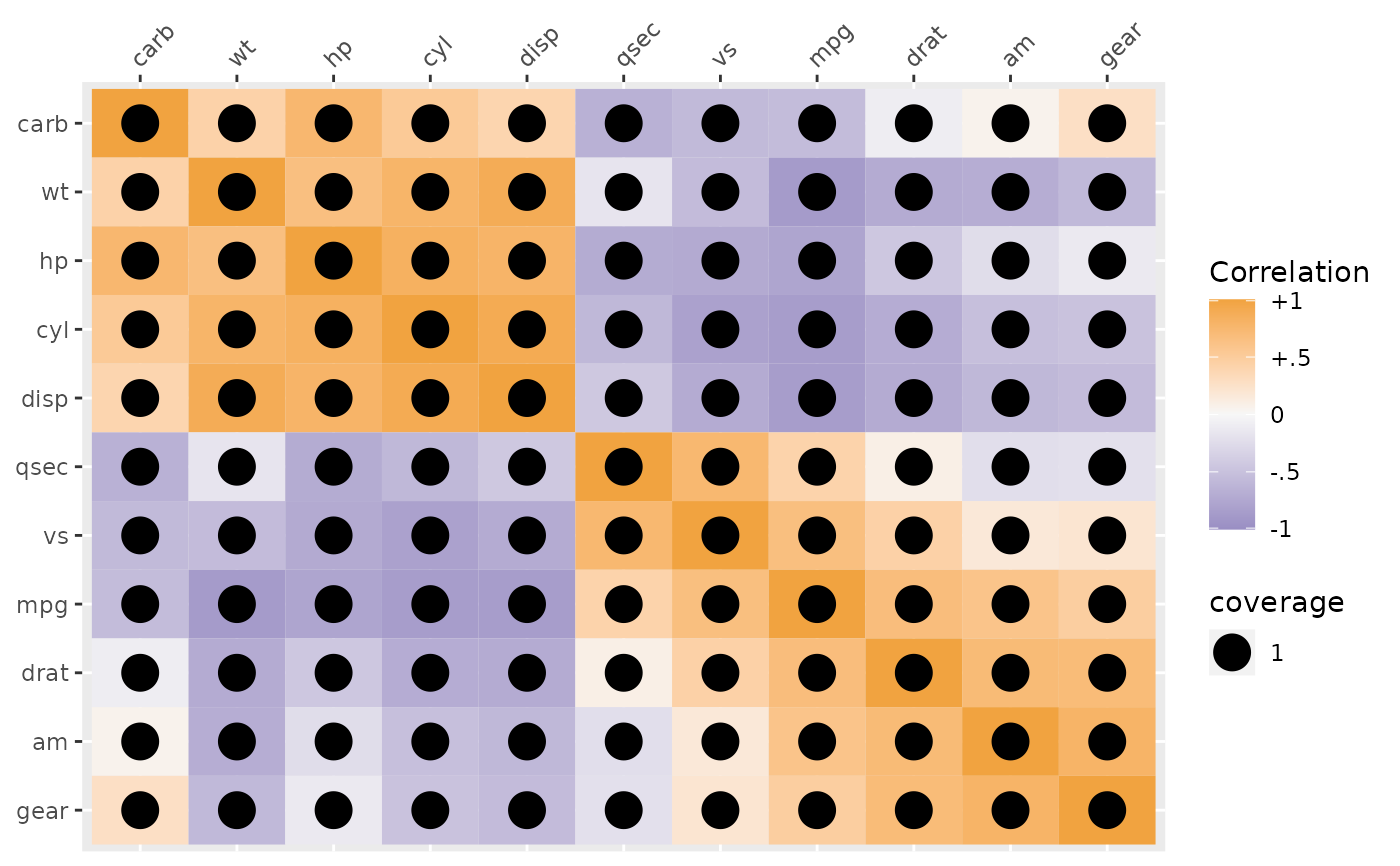 carb wt hp cyl disp qsec vs mpg drat am gear
carb
wt
hp
cyl
disp
qsec
vs
mpg
drat
am
gear
Correlation
+1
+.5
0
-.5
-1
coverage
1